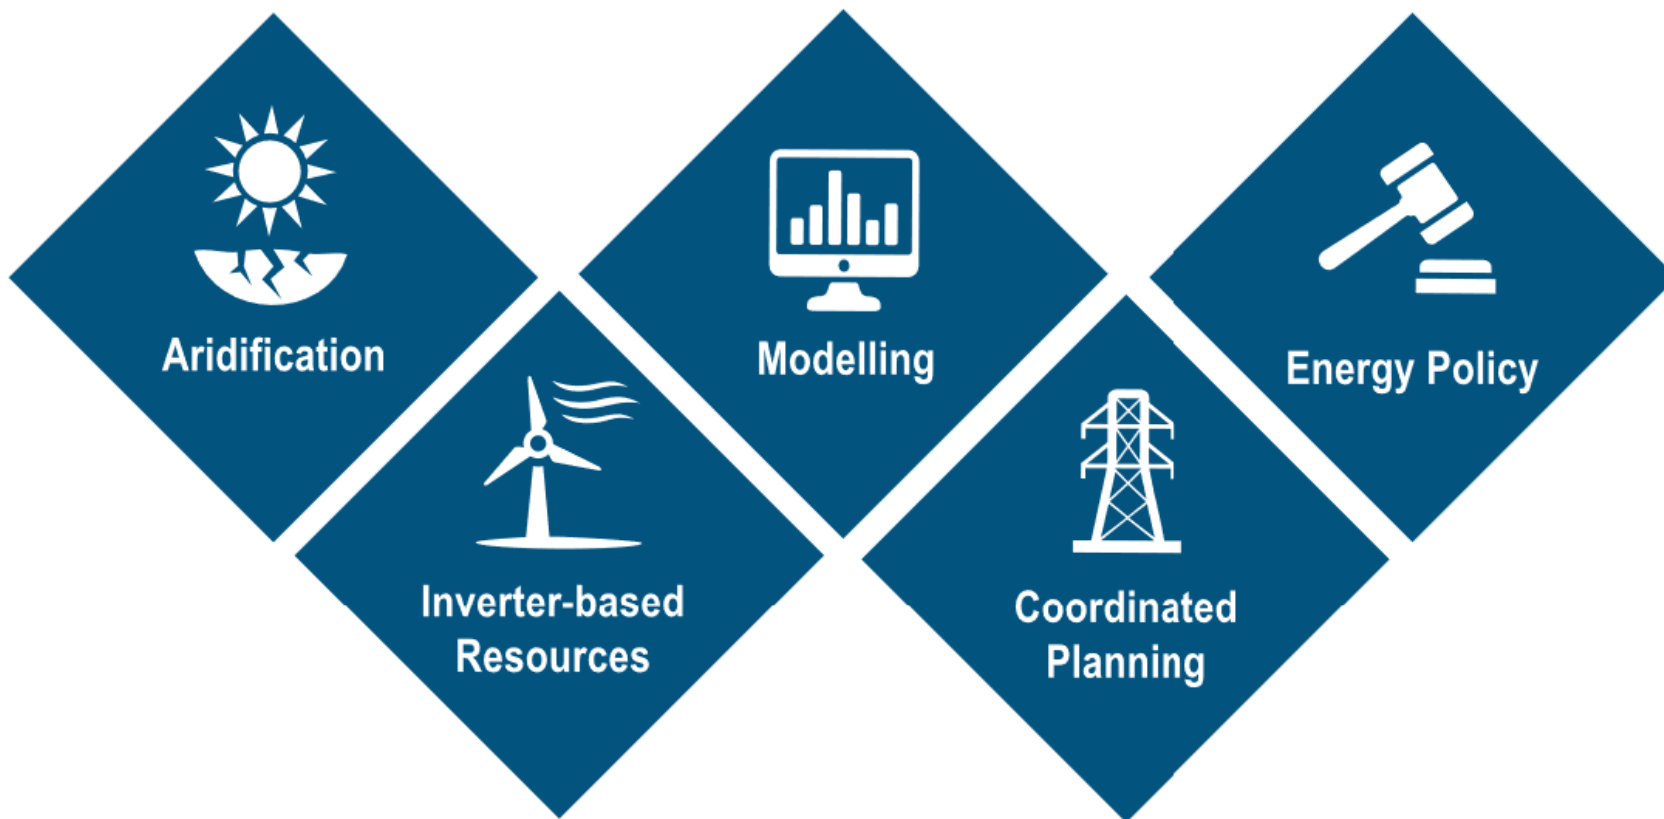 Aridification
Inverter-based
Resources
Modelling
Coordinated
Planning
Energy Policy